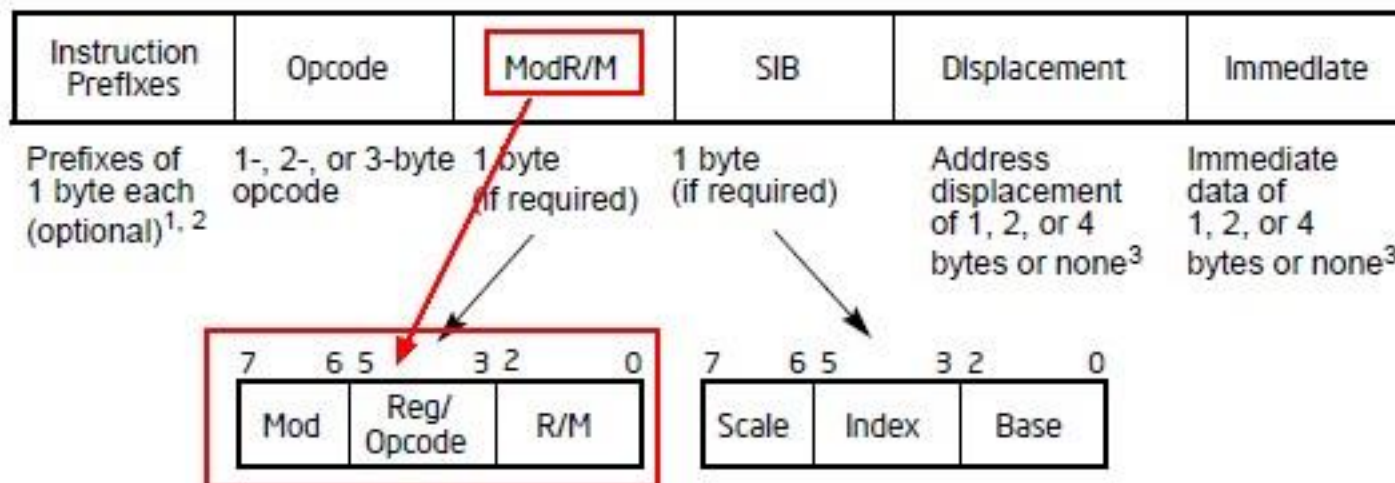 Instruction
Prefixes
Opcode
ModR/M
SIB
Displacement
Immediate
Prefixes of
1 byte each
(optional)1, 2
1-, 2-, or 3-byte
opcode
1 byte
(if required)
1 byte
(if required)
Address
displacement
of 1, 2, or 4
bytes or none3
Immediate
data of
1, 2, or 4
bytes or none3
7 6 5 3 2 0
Mod
Reg/
Opcode
R/M
7 6 5 3 2 0
Scale
Index
Base